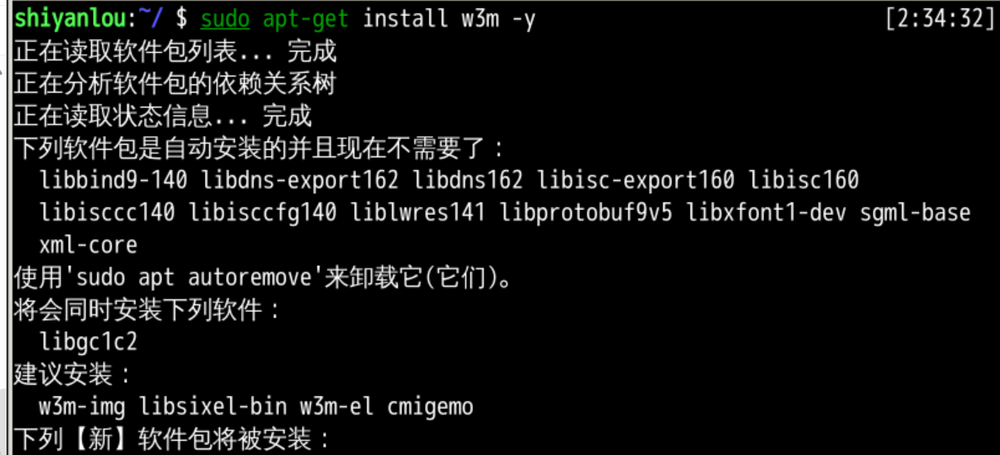 shiyanlou:~/ $ sudo apt-get install w3m -y [2:34:32]
正在读取软件包列表... 完成
正在分析软件包的依赖关系树
正在读取状态信息... 完成
下列软件包是自动安装的并且现在不需要了：
libbind9-140 libdns-export162 libdns162 libisc-export160 libisc160
libisccc140 libisccfg140 liblwres141 libprotobuf9v5 libxfont1-dev sgml-base
xml-core
使用'sudo apt autoremove'来卸载它(它们)。
将会同时安装下列软件：
libgc1c2
建议安装：
w3m-img libsixel-bin w3m-el cmigemo
下列【新】软件包将被安装：